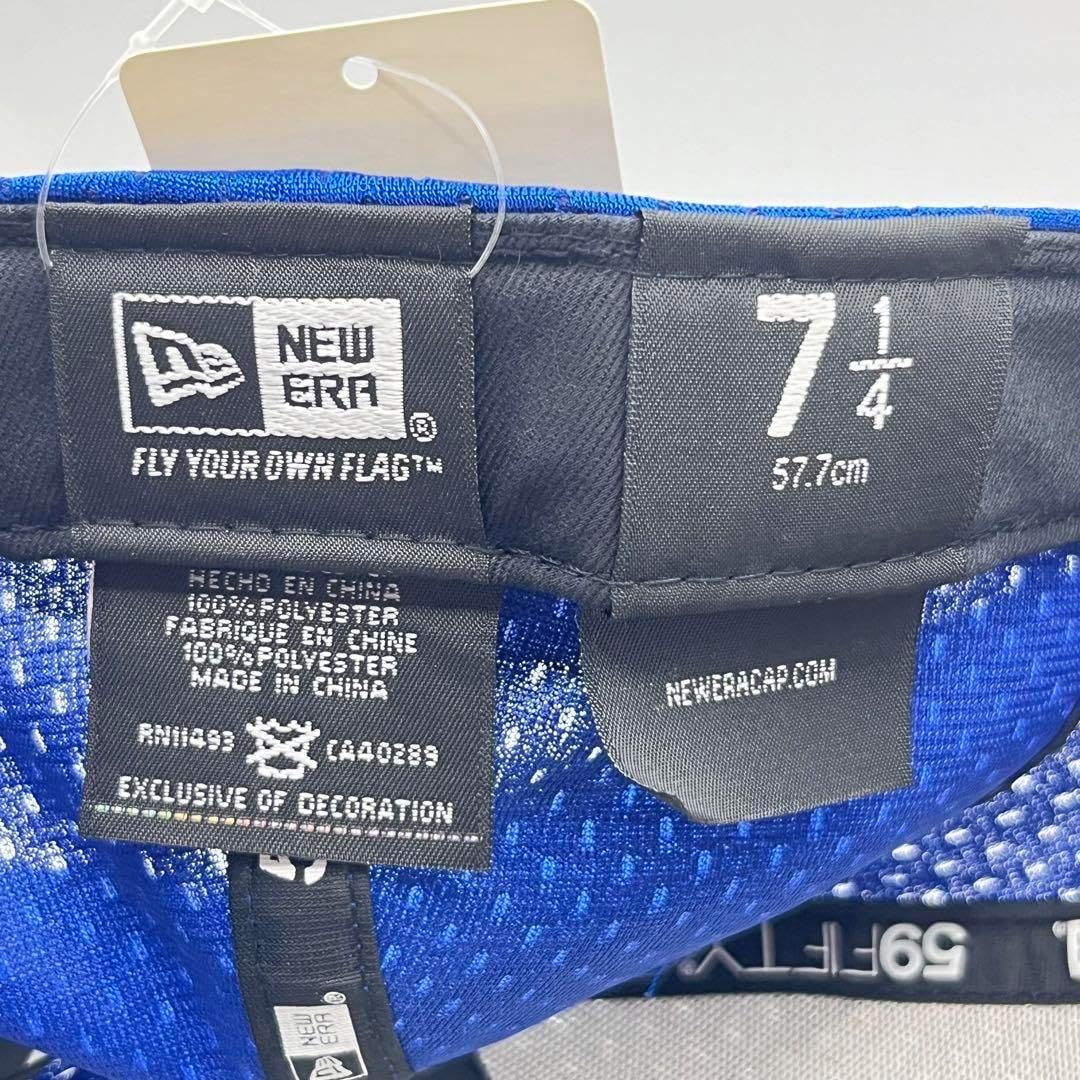 NEW
ERA
®
FLY YOUR OWN FLAG™
7 1/4
57.7cm
HECHO EN CHINA
100% POLYESTER
FABRIQUE EN CHINE
100% POLYESTER
MADE IN CHINA
RN11493 CA40289
EXCLUSIVE OF DECORATION
NEWERACAP.COM
59FIFTY
NEW
ERA
®